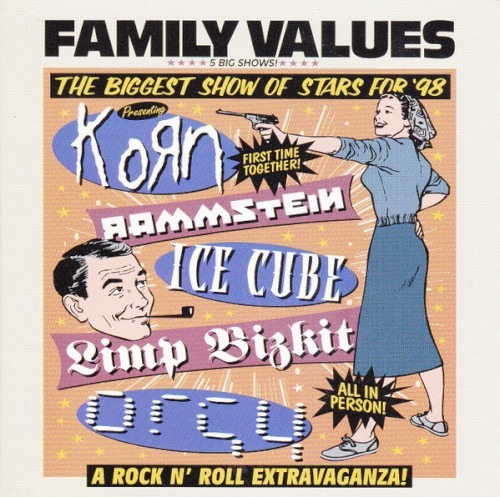 FAMILY VALUES
★★★★ 5 BIG SHOWS! ★★★★
THE BIGGEST SHOW OF STARS FOR '98
Presenting
KoЯn
FIRST TIME
TOGETHER!
RAMMSTEIN
ICE CUBE
Limp Bizkit
orgy
ALL IN
PERSON!
A ROCK N' ROLL EXTRAVAGANZA!